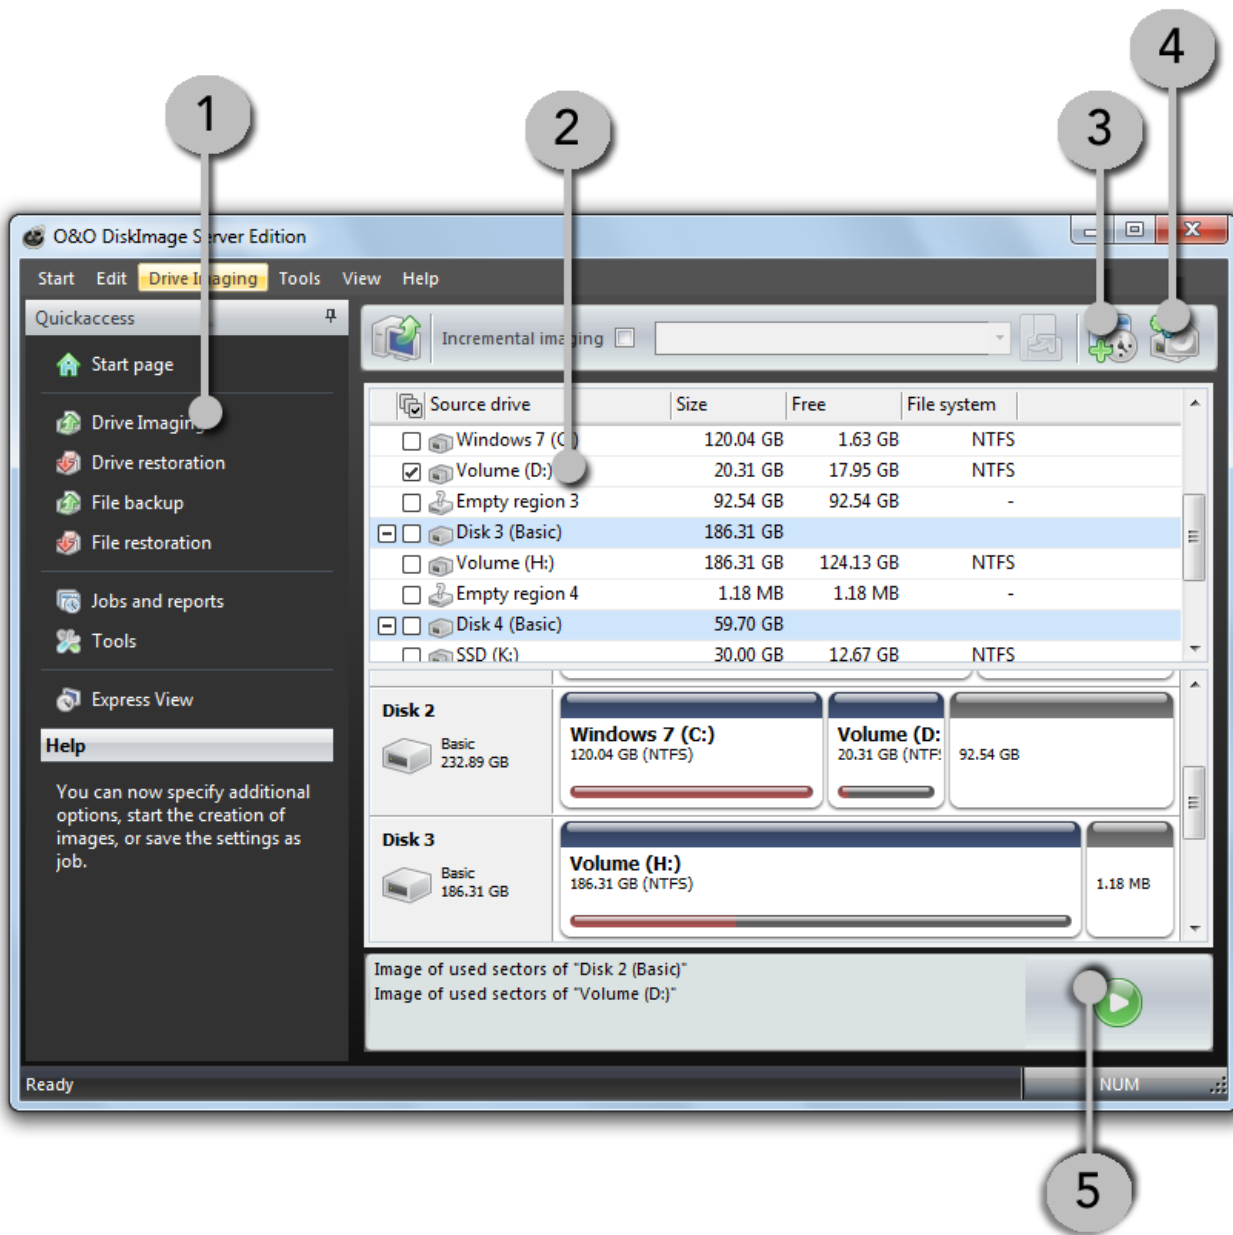 4
1
2
3
O&O DiskImage Server Edition
Start Edit Drive Imaging Tools View Help
Quickaccess
Incremental imaging
Start page
Drive Imaging
Drive restoration
File backup
File restoration
Jobs and reports
Tools
Express View
Help
You can now specify additional
options, start the creation of
images, or save the settings as
job.
Source drive Size Free File system
Windows 7 (C:) 120.04 GB 1.63 GB NTFS
Volume (D:) 20.31 GB 17.95 GB NTFS
Empty region 3 92.54 GB 92.54 GB -
Disk 3 (Basic) 186.31 GB
Volume (H:) 186.31 GB 124.13 GB NTFS
Empty region 4 1.18 MB 1.18 MB -
Disk 4 (Basic) 59.70 GB
SSD (K:) 30.00 GB 12.67 GB NTFS
Disk 2
Basic
232.89 GB
Windows 7 (C:)
120.04 GB (NTFS)
Volume (D:
20.31 GB (NTF
92.54 GB
Disk 3
Basic
186.31 GB
Volume (H:)
186.31 GB (NTFS)
1.18 MB
Image of used sectors of "Disk 2 (Basic)"
Image of used sectors of "Volume (D:)"
Ready
NUM
5